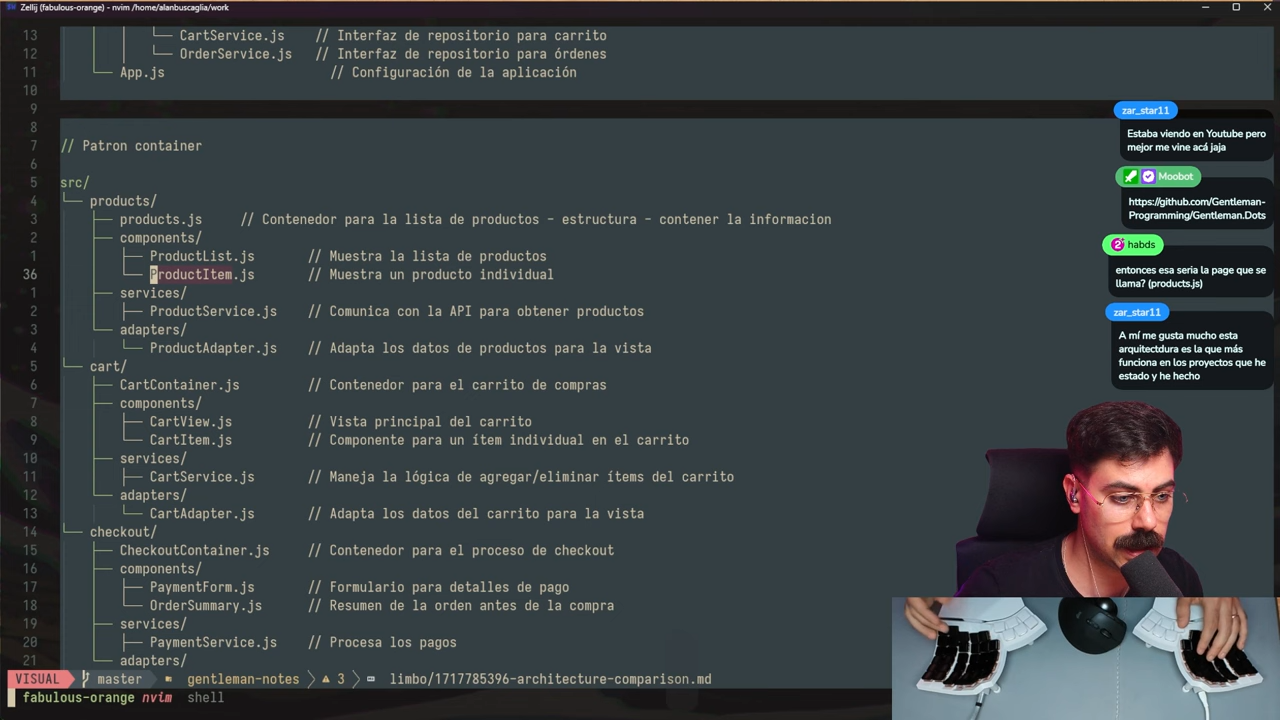 Zellij (fabulous-orange) - nvim /home/alanbuscaglia/work
13 │ │ └── CartService.js // Interfaz de repositorio para carrito
12 │ │ └── OrderService.js // Interfaz de repositorio para órdenes
11 └── App.js // Configuración de la aplicación
10
9
8
7 // Patron container
6
5 src/
4 └── products/
3 ├── products.js // Contenedor para la lista de productos - estructura - contener la informacion
2 ├── components/
1 │ ├── ProductList.js // Muestra la lista de productos
36 │ └── ProductItem.js // Muestra un producto individual
1 ├── services/
2 │ ├── ProductService.js // Comunica con la API para obtener productos
3 ├── adapters/
4 │ └── ProductAdapter.js // Adapta los datos de productos para la vista
5 └── cart/
6 ├── CartContainer.js // Contenedor para el carrito de compras
7 ├── components/
8 │ ├── CartView.js // Vista principal del carrito
9 │ └── CartItem.js // Componente para un ítem individual en el carrito
10 ├── services/
11 │ ├── CartService.js // Maneja la lógica de agregar/eliminar ítems del carrito
12 ├── adapters/
13 │ └── CartAdapter.js // Adapta los datos del carrito para la vista
14 └── checkout/
15 ├── CheckoutContainer.js // Contenedor para el proceso de checkout
16 ├── components/
17 │ ├── PaymentForm.js // Formulario para detalles de pago
18 │ └── OrderSummary.js // Resumen de la orden antes de la compra
19 ├── services/
20 │ ├── PaymentService.js // Procesa los pagos
21 ├── adapters/
VISUAL master gentleman-notes 3 limbo/1717785396-architecture-comparison.md
fabulous-orange nvim shell
zar_star11
Estaba viendo en Youtube pero
mejor me vine acá jaja
Moobot
https://github.com/Gentleman-
Programming/Gentleman.Dots
2 habds
entonces esa seria la page que se
llama? (products.js)
zar_star11
A mí me gusta mucho esta
arquitectdura es la que más
funciona en los proyectos que he
estado y he hecho